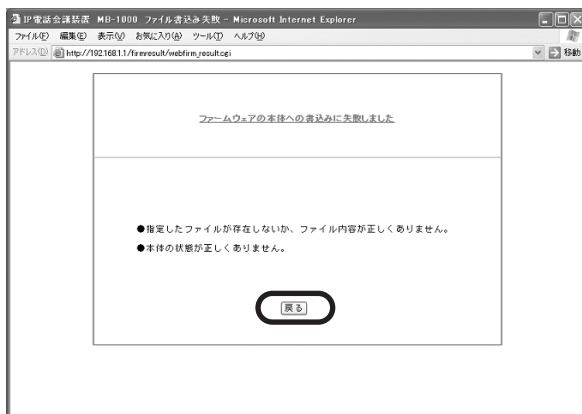 IP電話会議装置 MB-1000 ファイル書込み失敗 - Microsoft Internet Explorer
ファイル(F) 編集(E) 表示(V) お気に入り(A) ツール(T) ヘルプ(H)
アドレス(D) http://192.168.1.1/firmresult/webfirm_result.cgi 移動
ファームウェアの本体への書込みに失敗しました
●指定したファイルが存在しないか、ファイル内容が正しくありません。
●本体の状態が正しくありません。
戻る